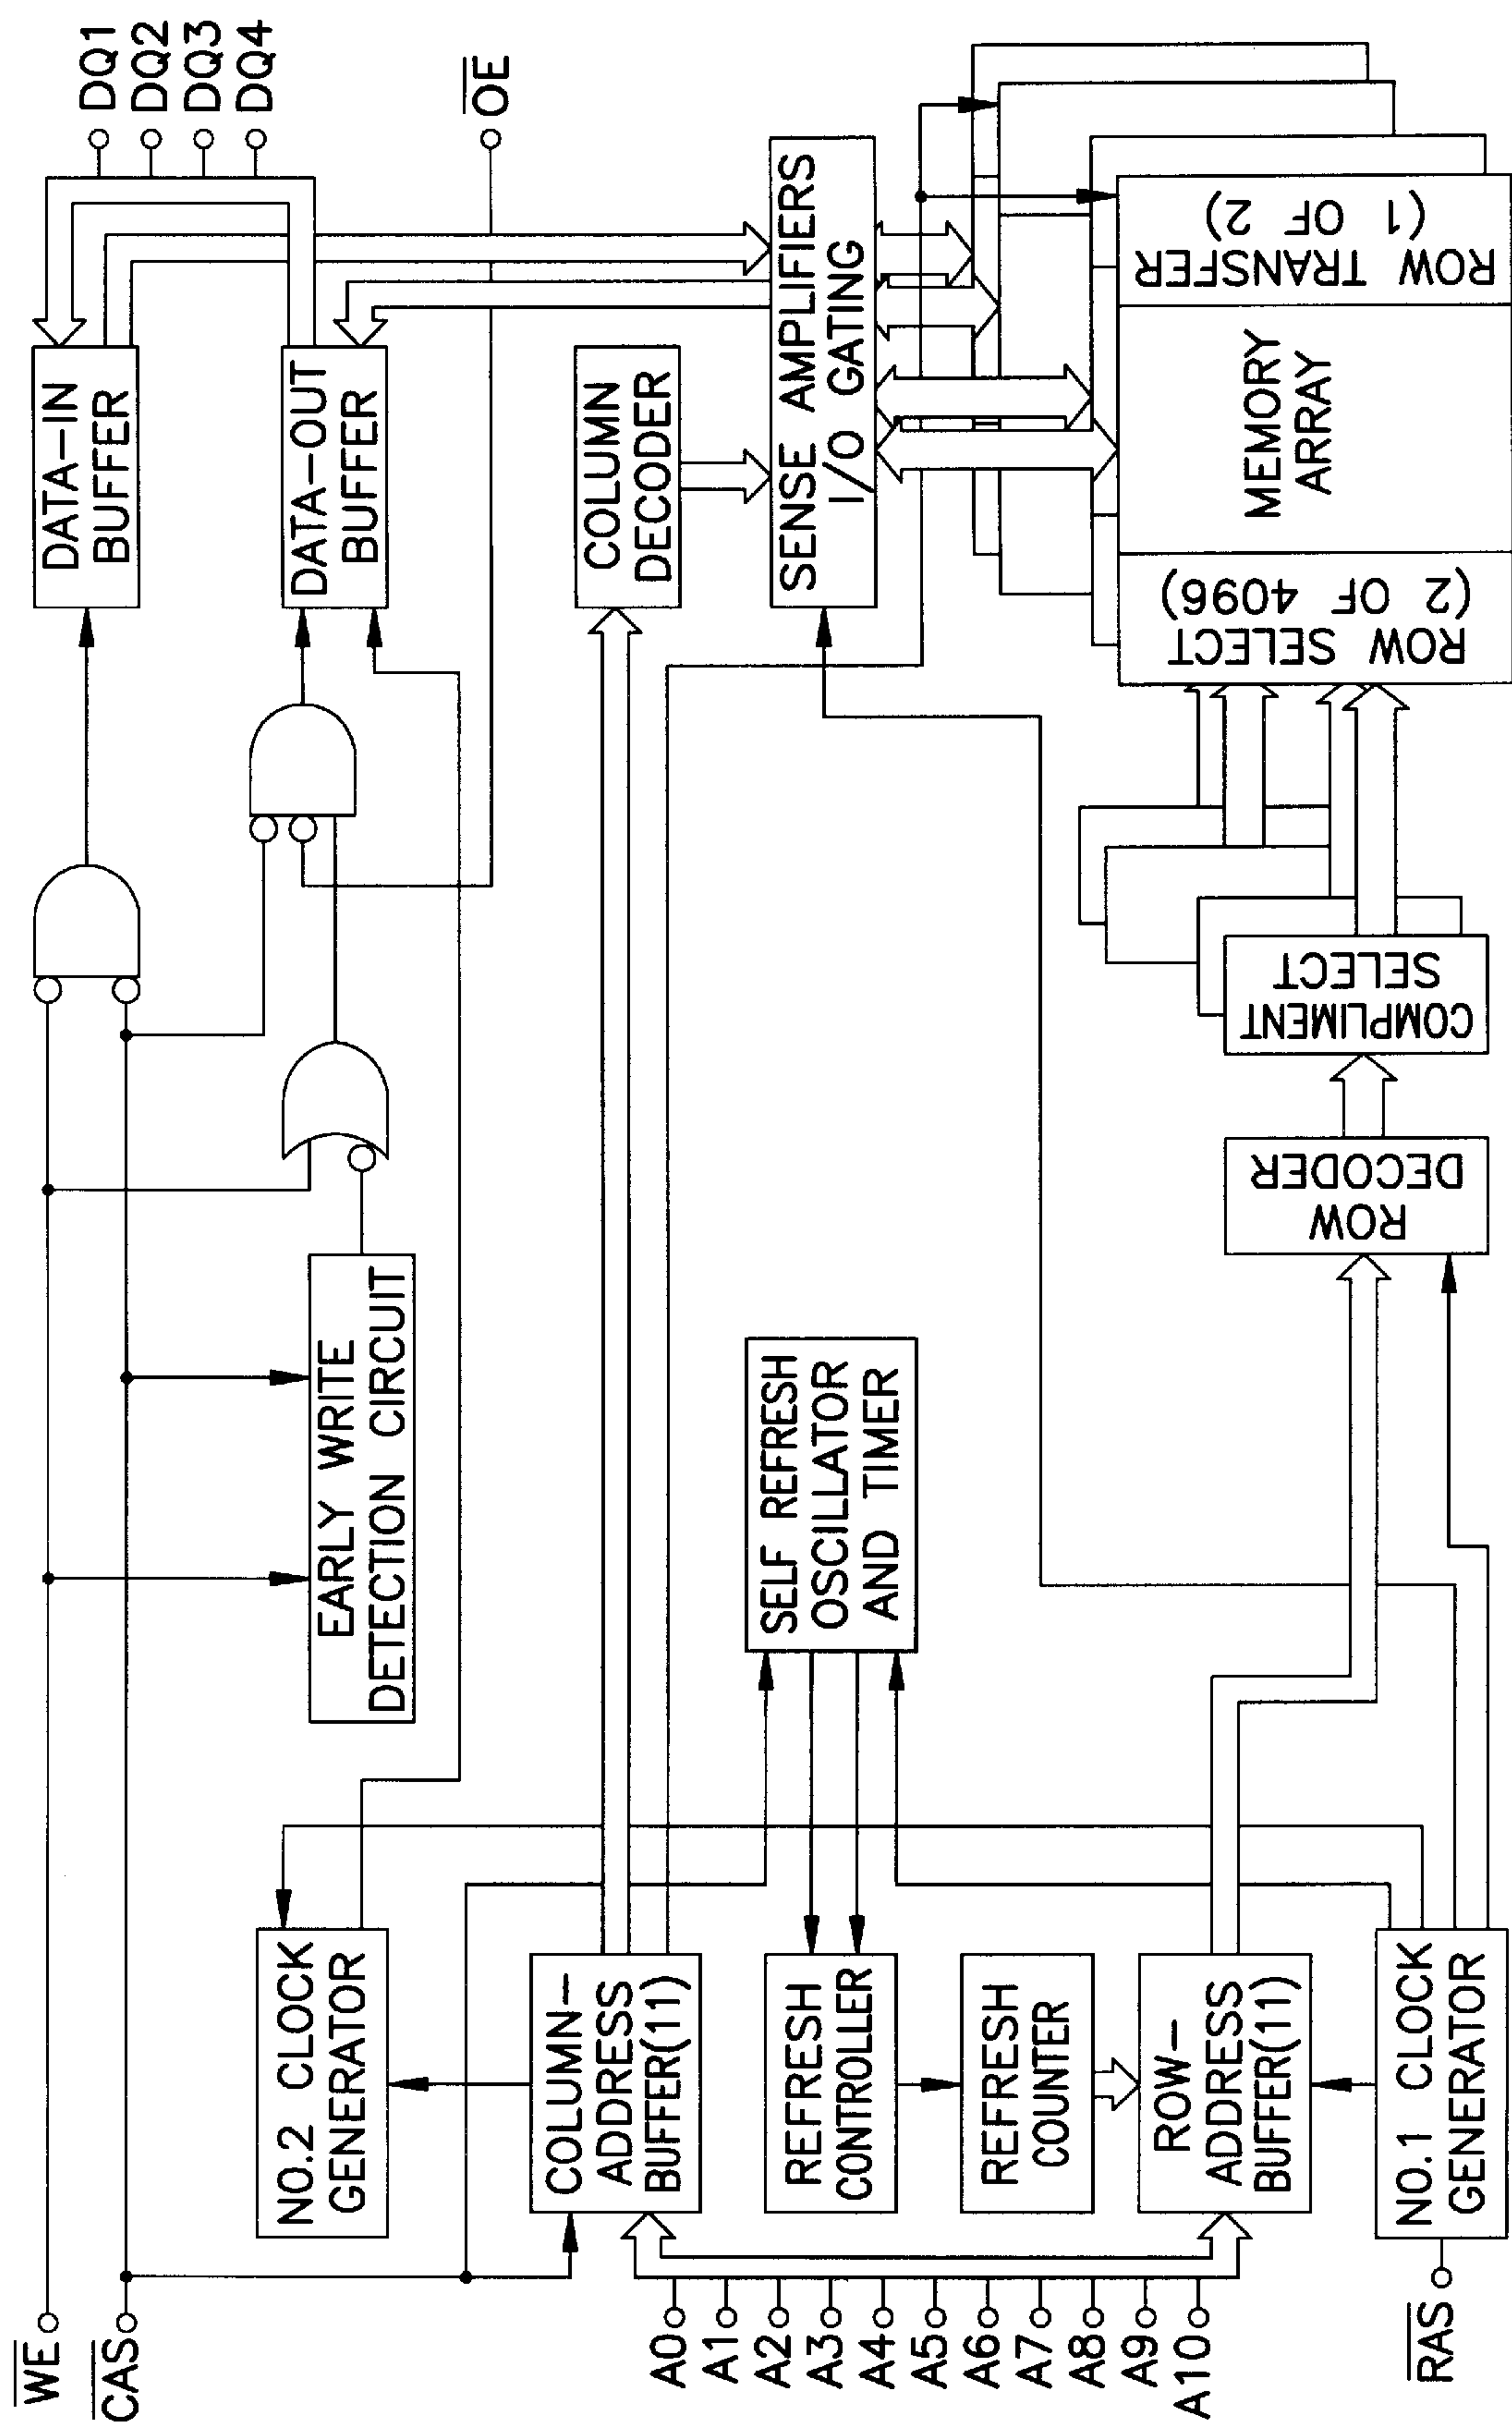 WE
CAS
NO.2 CLOCK
GENERATOR
EARLY WRITE
DETECTION CIRCUIT
DATA-IN
BUFFER
DATA-OUT
BUFFER
DQ1
DQ2
DQ3
DQ4
OE
COLUMN-
ADDRESS
BUFFER(11)
COLUMN
DECODER
A0
A1
A2
A3
A4
A5
A6
A7
A8
A9
A10
REFRESH
CONTROLLER
SELF REFRESH
OSCILLATOR
AND TIMER
SENSE AMPLIFIERS
I/O GATING
REFRESH
COUNTER
ROW-
ADDRESS
BUFFER(11)
ROW
DECODER
COMPLIMENT
SELECT
ROW SELECT
(2 OF 4096)
MEMORY
ARRAY
ROW TRANSFER
(1 OF 2)
RAS
NO.1 CLOCK
GENERATOR